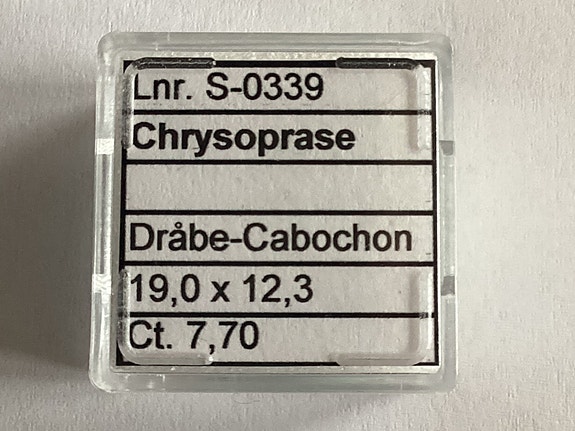 Lnr. S-0339
Chrysoprase
Dråbe-Cabochon
19,0 x 12,3
Ct. 7,70